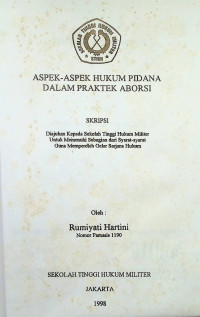 ASPEK-ASPEK HUKUM PIDANA
DALAM PRAKTEK ABORSI
SKRIPSI
Diajukan Kepada Sekolah Tinggi Hukum Militer
Untuk Memenuhi Sebagian dari Syarat-syarat
Guna Memperoleh Gelar Sarjana Hukum
Oleh :
Rumiyati Hartini
Nomor Pamasis 1190
SEKOLAH TINGGI HUKUM MILITER
JAKARTA
1998